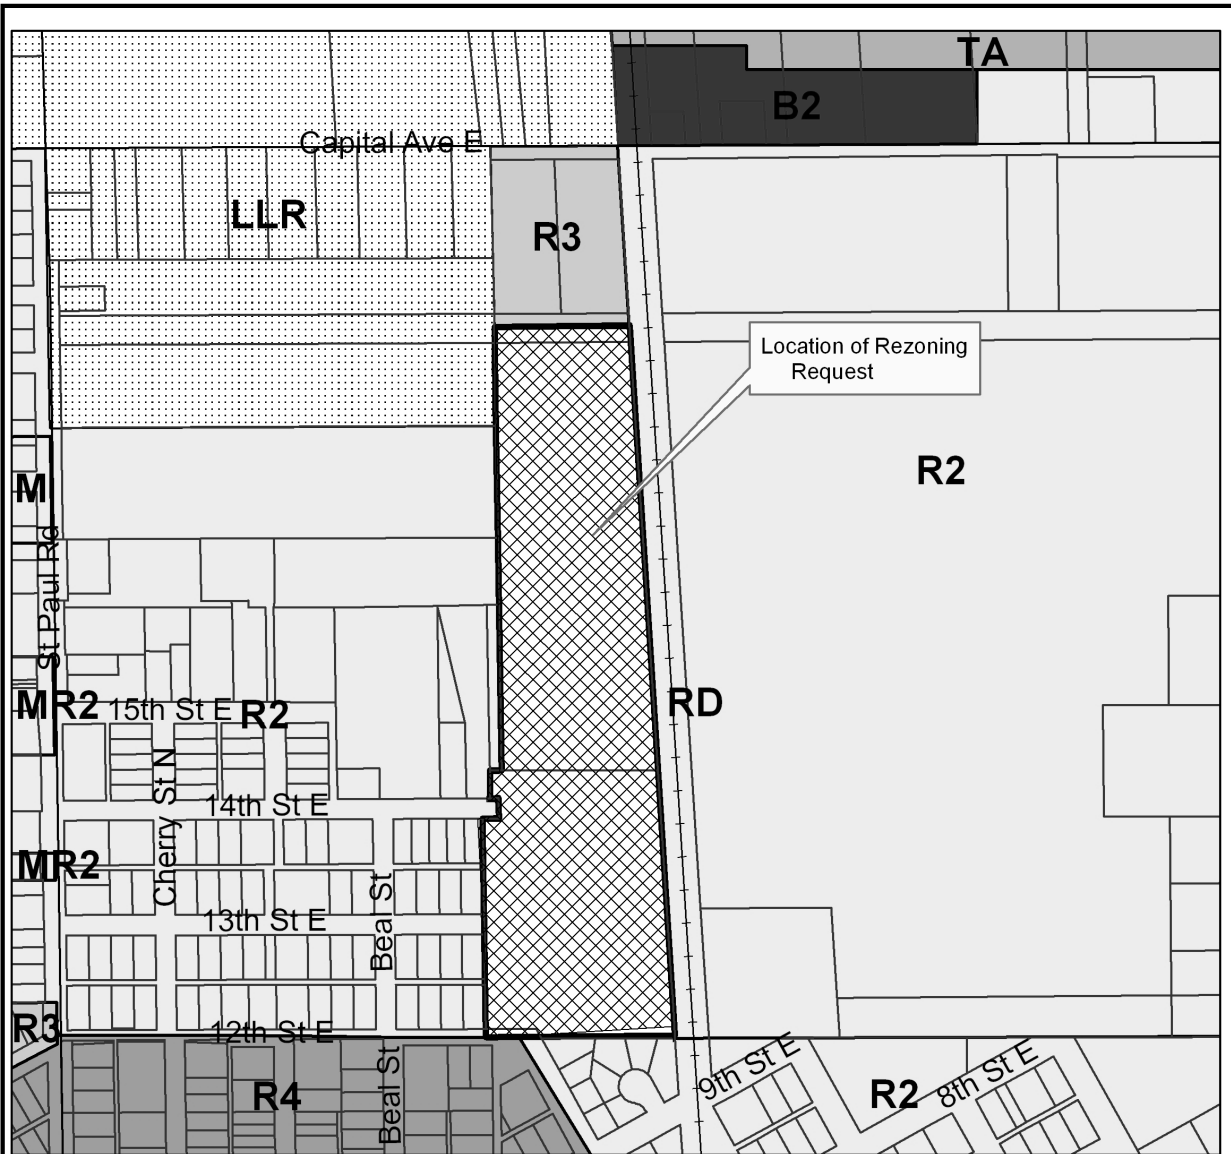 TA
B2
Capital Ave E
LLR
R3
Location of Rezoning
Request
R2
M
St Paul Rd
RD
MR2
15th St E
R2
Cherry St N
14th St E
MR2
Beal St
13th St E
R3
12th St E
R4
Beal St
9th St E
R2
8th St E